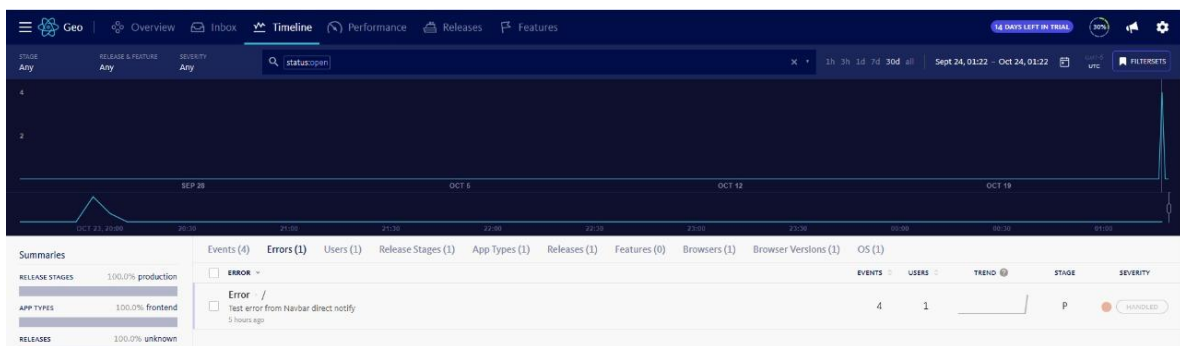 Geo Overview Inbox Timeline Performance Releases Features 14 DAYS LEFT IN TRIAL 30%
STAGE RELEASE & FEATURE SEVERITY
Any Any Any
status:open 1h 3h 1d 7d 30d all Sept 24, 01:22 – Oct 24, 01:22 UTC FILTERSETS
4
2
SEP 28 OCT 5 OCT 12 OCT 19
OCT 23, 20:00 20:30 21:00 21:30 22:00 22:30 23:00 23:30 00:00 00:30 01:00
Summaries
Events (4) Errors (1) Users (1) Release Stages (1) App Types (1) Releases (1) Features (0) Browsers (1) Browser Versions (1) OS (1)
RELEASE STAGES 100.0% production
ERROR EVENTS USERS TREND STAGE SEVERITY
APP TYPES 100.0% frontend
Error /
Test error from Navbar direct notify
5 hours ago
4 1 P HANDLED
RELEASES 100.0% unknown